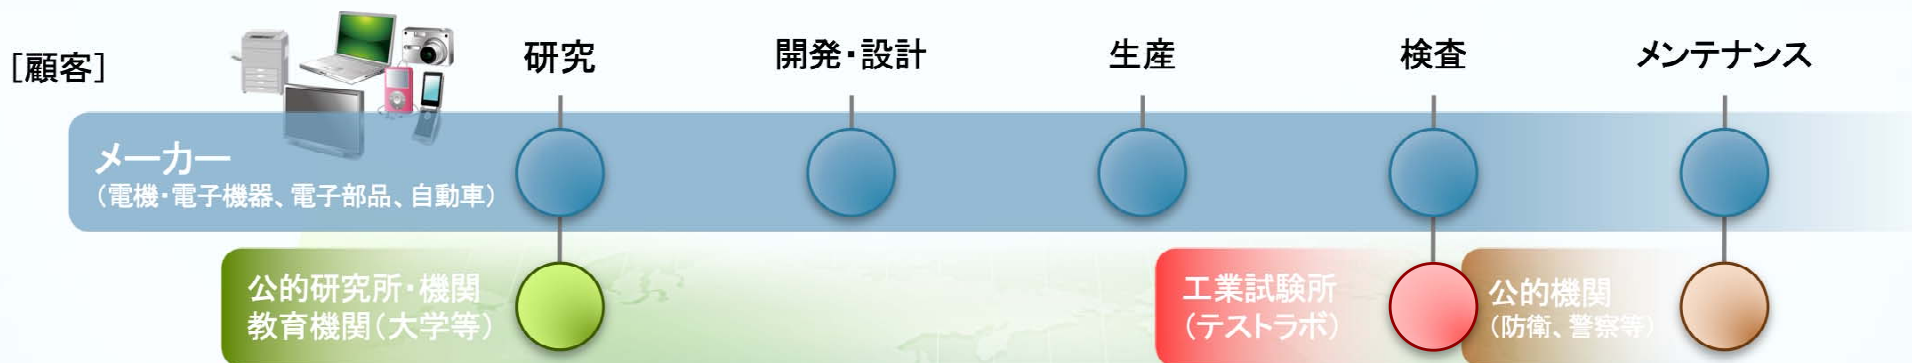 [顧客]
研究
開発・設計
生産
検査
メンテナンス
メーカー
(電機・電子機器、電子部品、自動車)
公的研究所・機関
教育機関(大学等)
工業試験所
(テストラボ)
公的機関
(防衛、警察等)